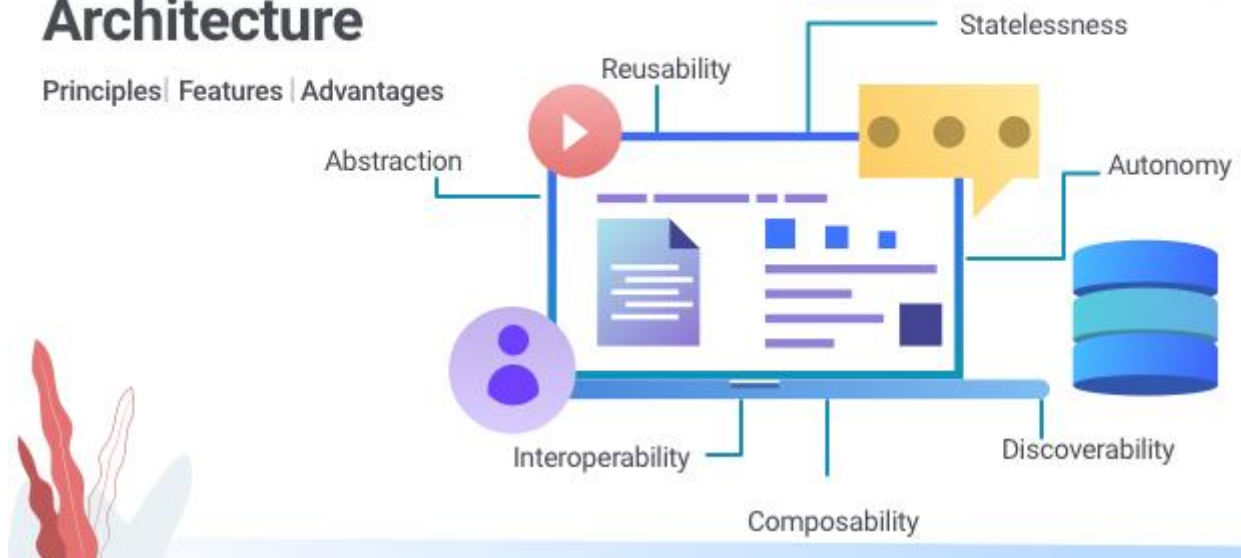 Architecture
Principles | Features | Advantages
Statelessness
Reusability
Abstraction
Autonomy
Interoperability
Discoverability
Composability